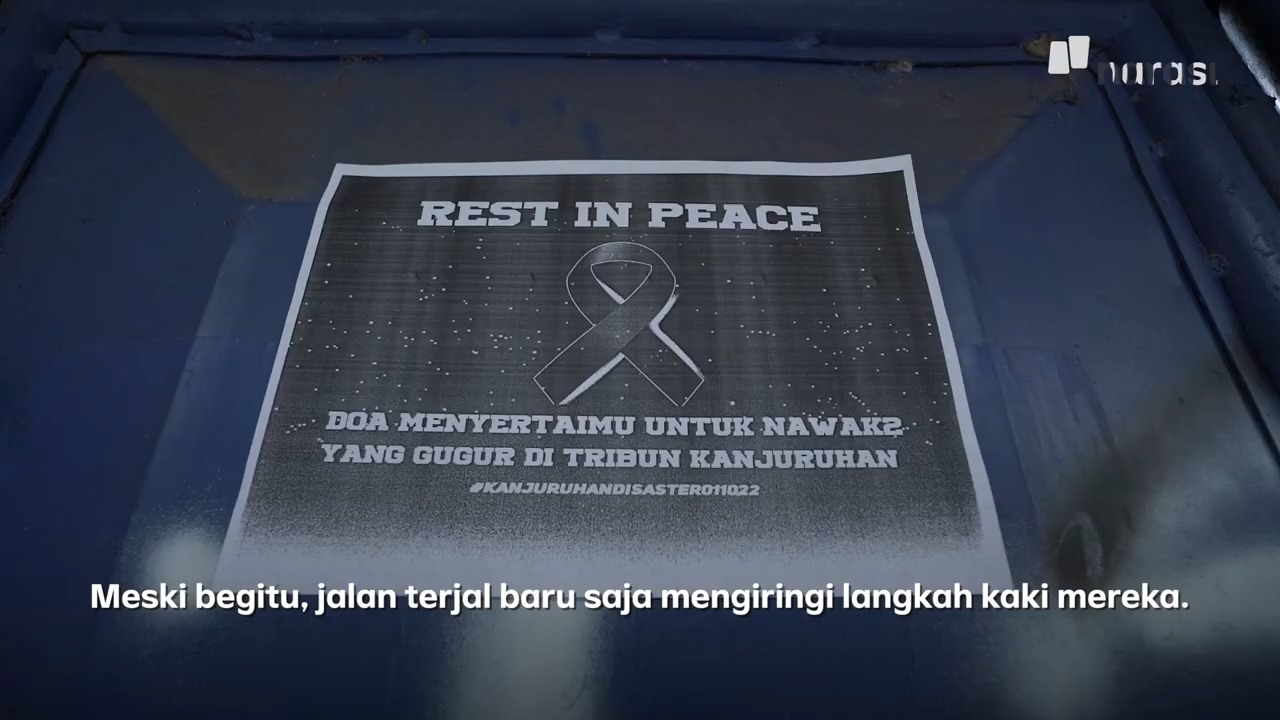 narasi
REST IN PEACE
DOA MENYERTAIMU UNTUK NAWAK2
YANG GUGUR DI TRIBUN KANJURUHAN
#KANJURUHANDISASTER011022
Meski begitu, jalan terjal baru saja mengiringi langkah kaki mereka.